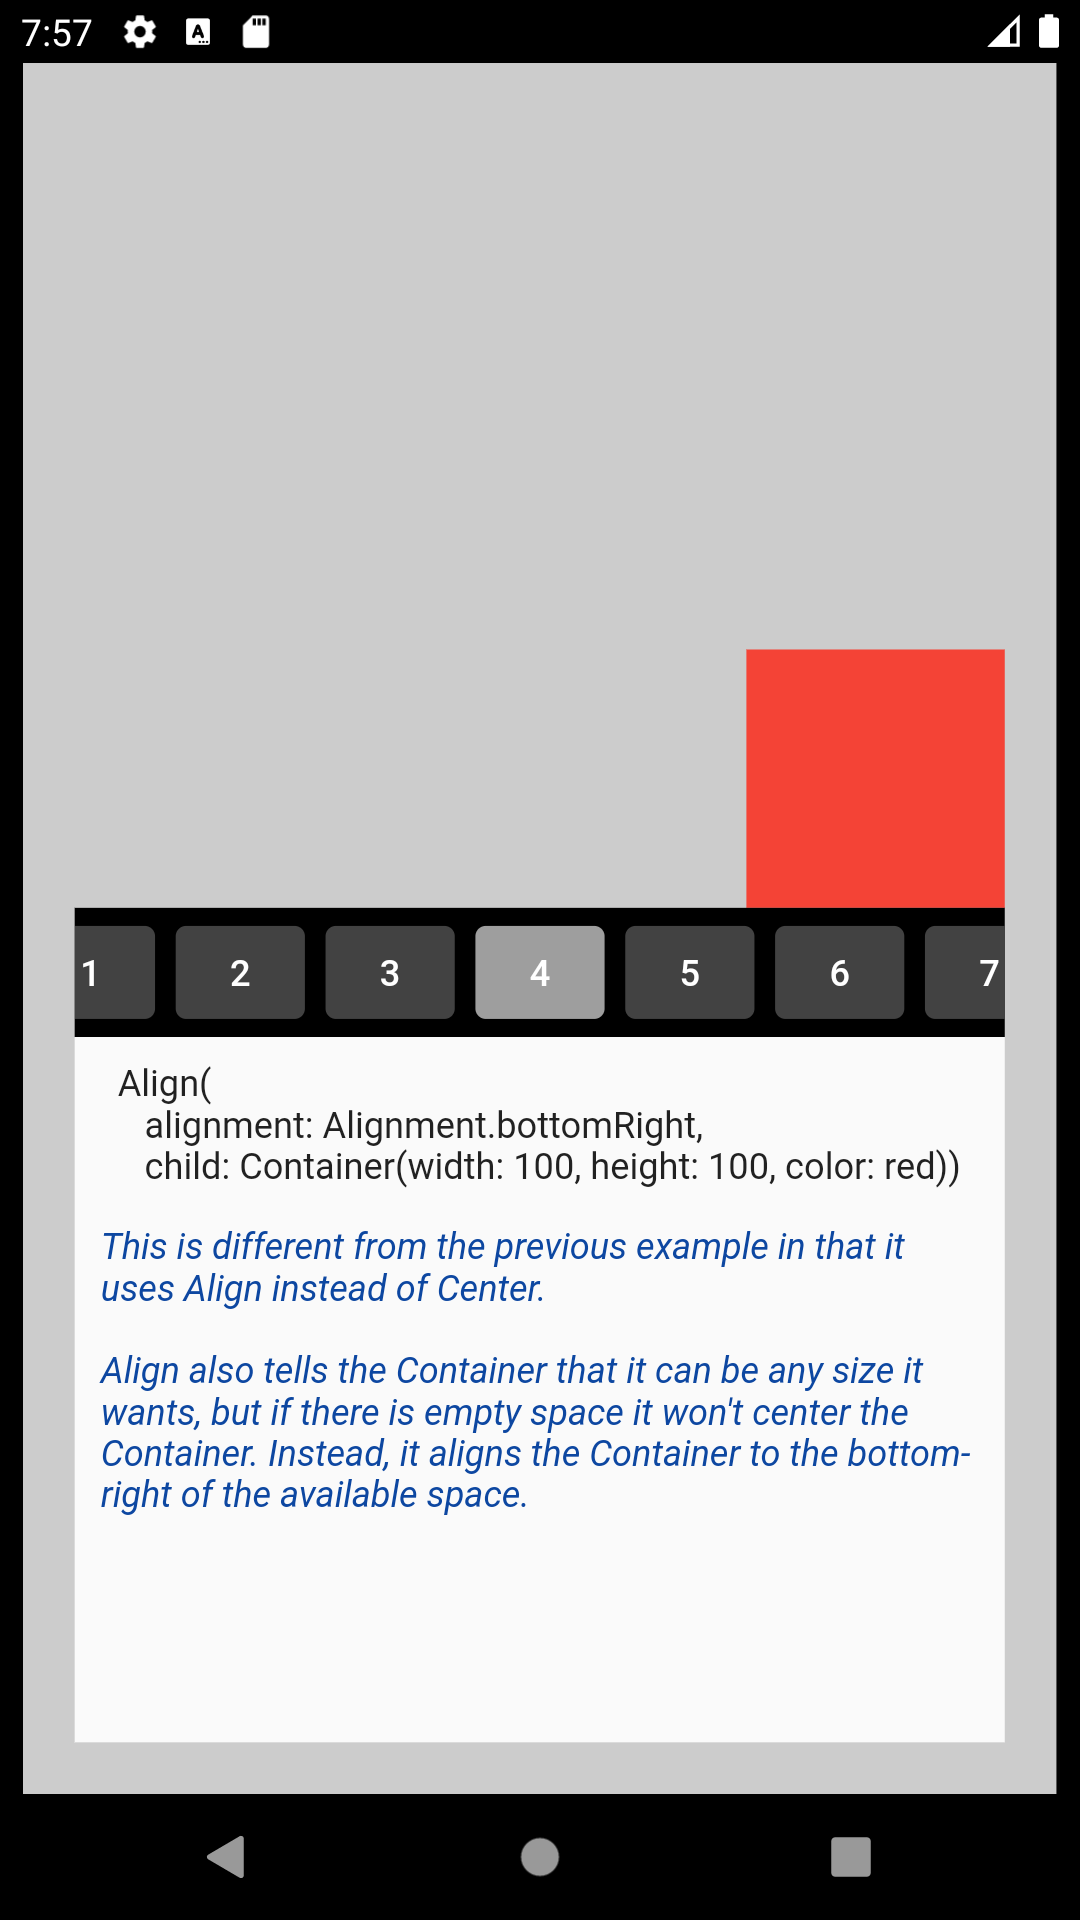 7:57
1 2 3 4 5 6 7
Align(
alignment: Alignment.bottomRight,
child: Container(width: 100, height: 100, color: red))
This is different from the previous example in that it
uses Align instead of Center.
Align also tells the Container that it can be any size it
wants, but if there is empty space it won't center the
Container. Instead, it aligns the Container to the bottom-
right of the available space.